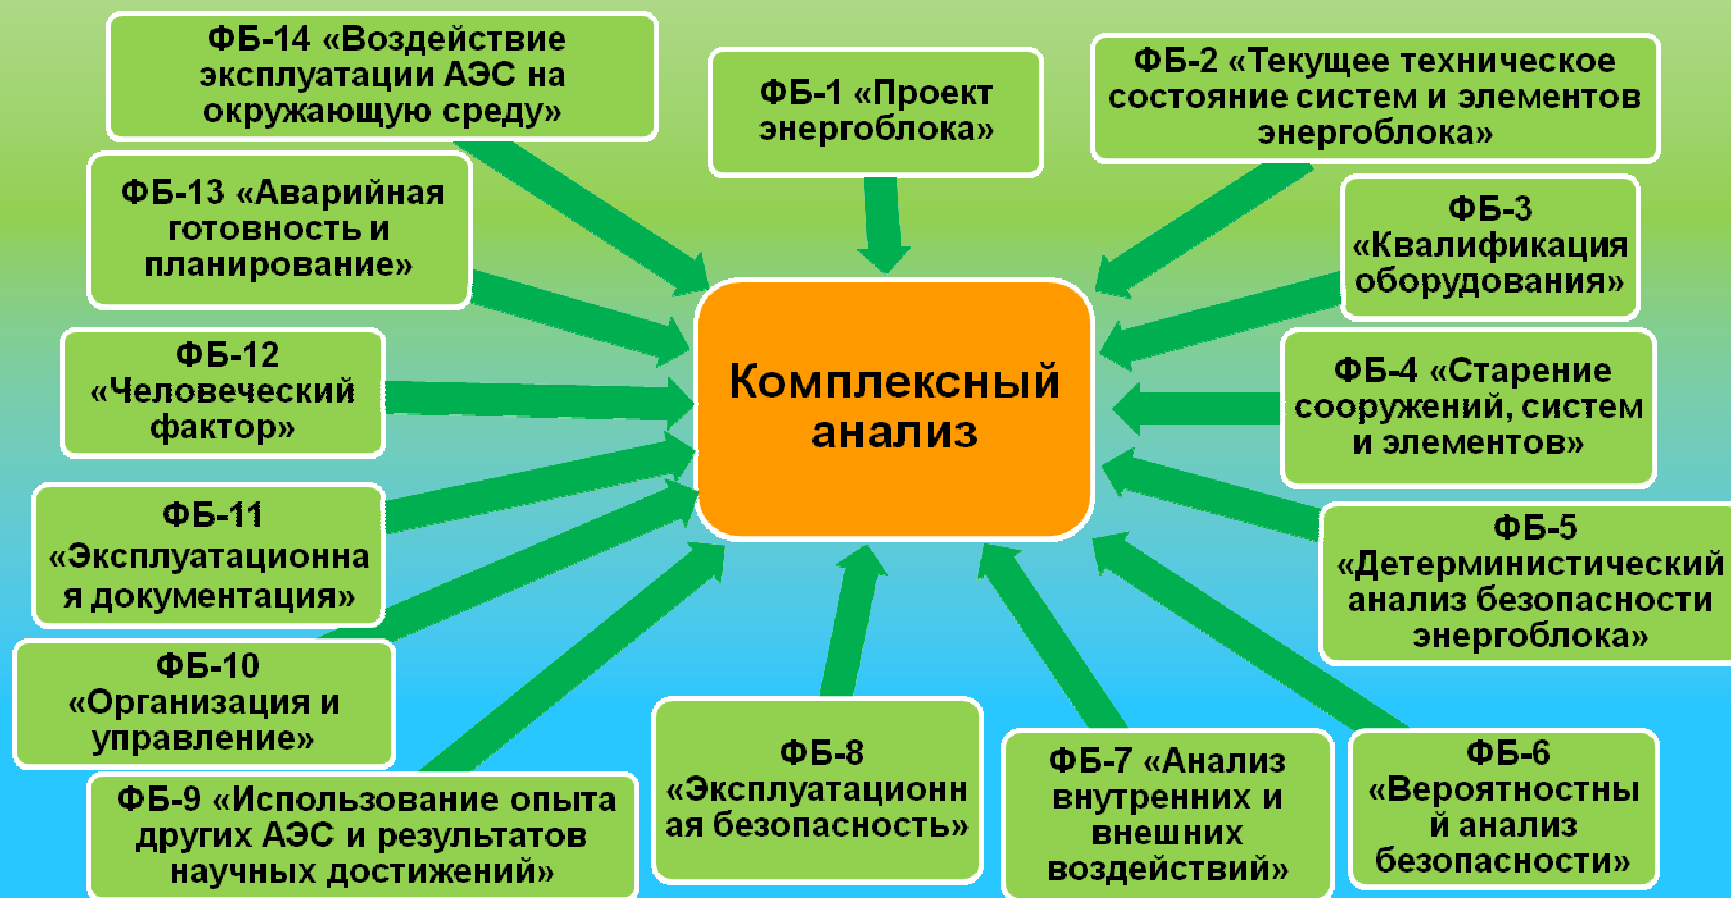 ФБ-14 «Воздействие
эксплуатации АЭС на
окружающую среду»
ФБ-1 «Проект
энергоблока»
ФБ-2 «Текущее техническое
состояние систем и элементов
энергоблока»
ФБ-13 «Аварийная
готовность и
планирование»
ФБ-3
«Квалификация
оборудования»
ФБ-12
«Человеческий
фактор»
Комплексный
анализ
ФБ-4 «Старение
сооружений, систем
и элементов»
ФБ-11
«Эксплуатационна
я документация»
ФБ-5
«Детерминистический
анализ безопасности
энергоблока»
ФБ-10
«Организация и
управление»
ФБ-9 «Использование опыта
других АЭС и результатов
научных достижений»
ФБ-8
«Эксплуатационн
ая безопасность»
ФБ-7 «Анализ
внутренних и
внешних
воздействий»
ФБ-6
«Вероятностны
й анализ
безопасности»